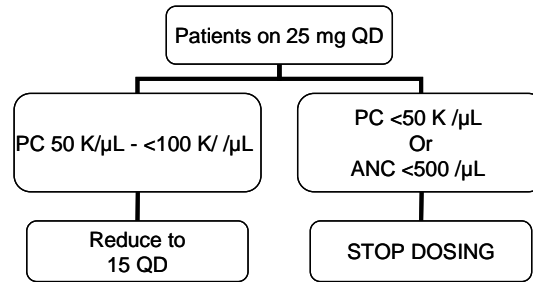 Patients on 25 mg QD
PC 50 K/µL - <100 K/ /µL
PC <50 K /µL
Or
ANC <500 /µL
Reduce to
15 QD
STOP DOSING